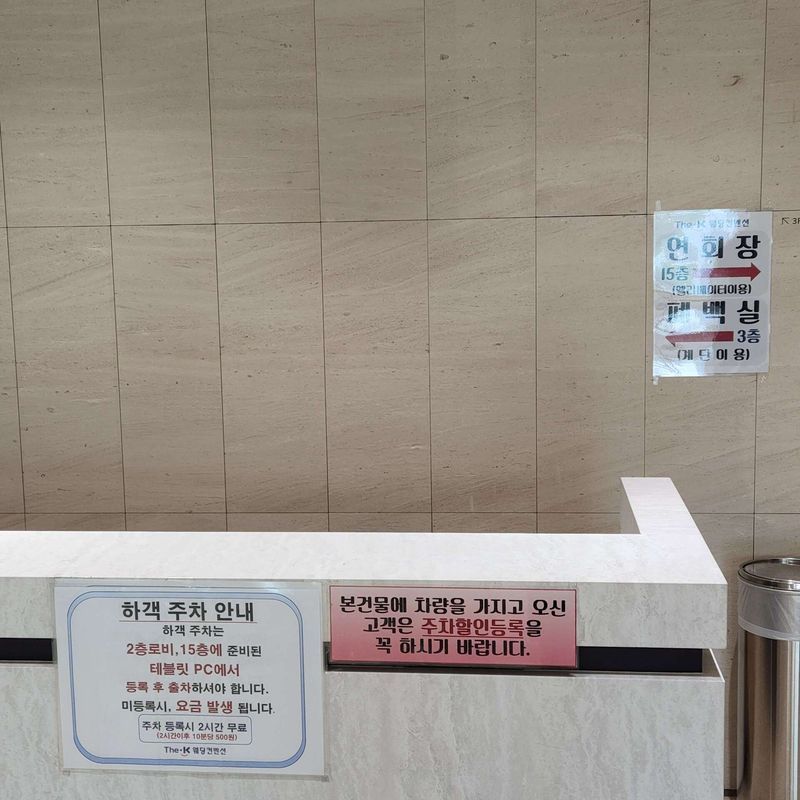 The-K 웨딩컨벤션
연회장
15층
(엘리베이터이용)
폐백실
3층
(계단이용)
하객 주차 안내
하객 주차는
2층로비,15층에 준비된
테블릿 PC에서
등록 후 출차하셔야 합니다.
미등록시, 요금 발생 됩니다.
주차 등록시 2시간 무료
(2시간이후 10분당 500원)
The-K 웨딩컨벤션
본건물에 차량을 가지고 오신
고객은 주차할인등록을
꼭 하시기 바랍니다.